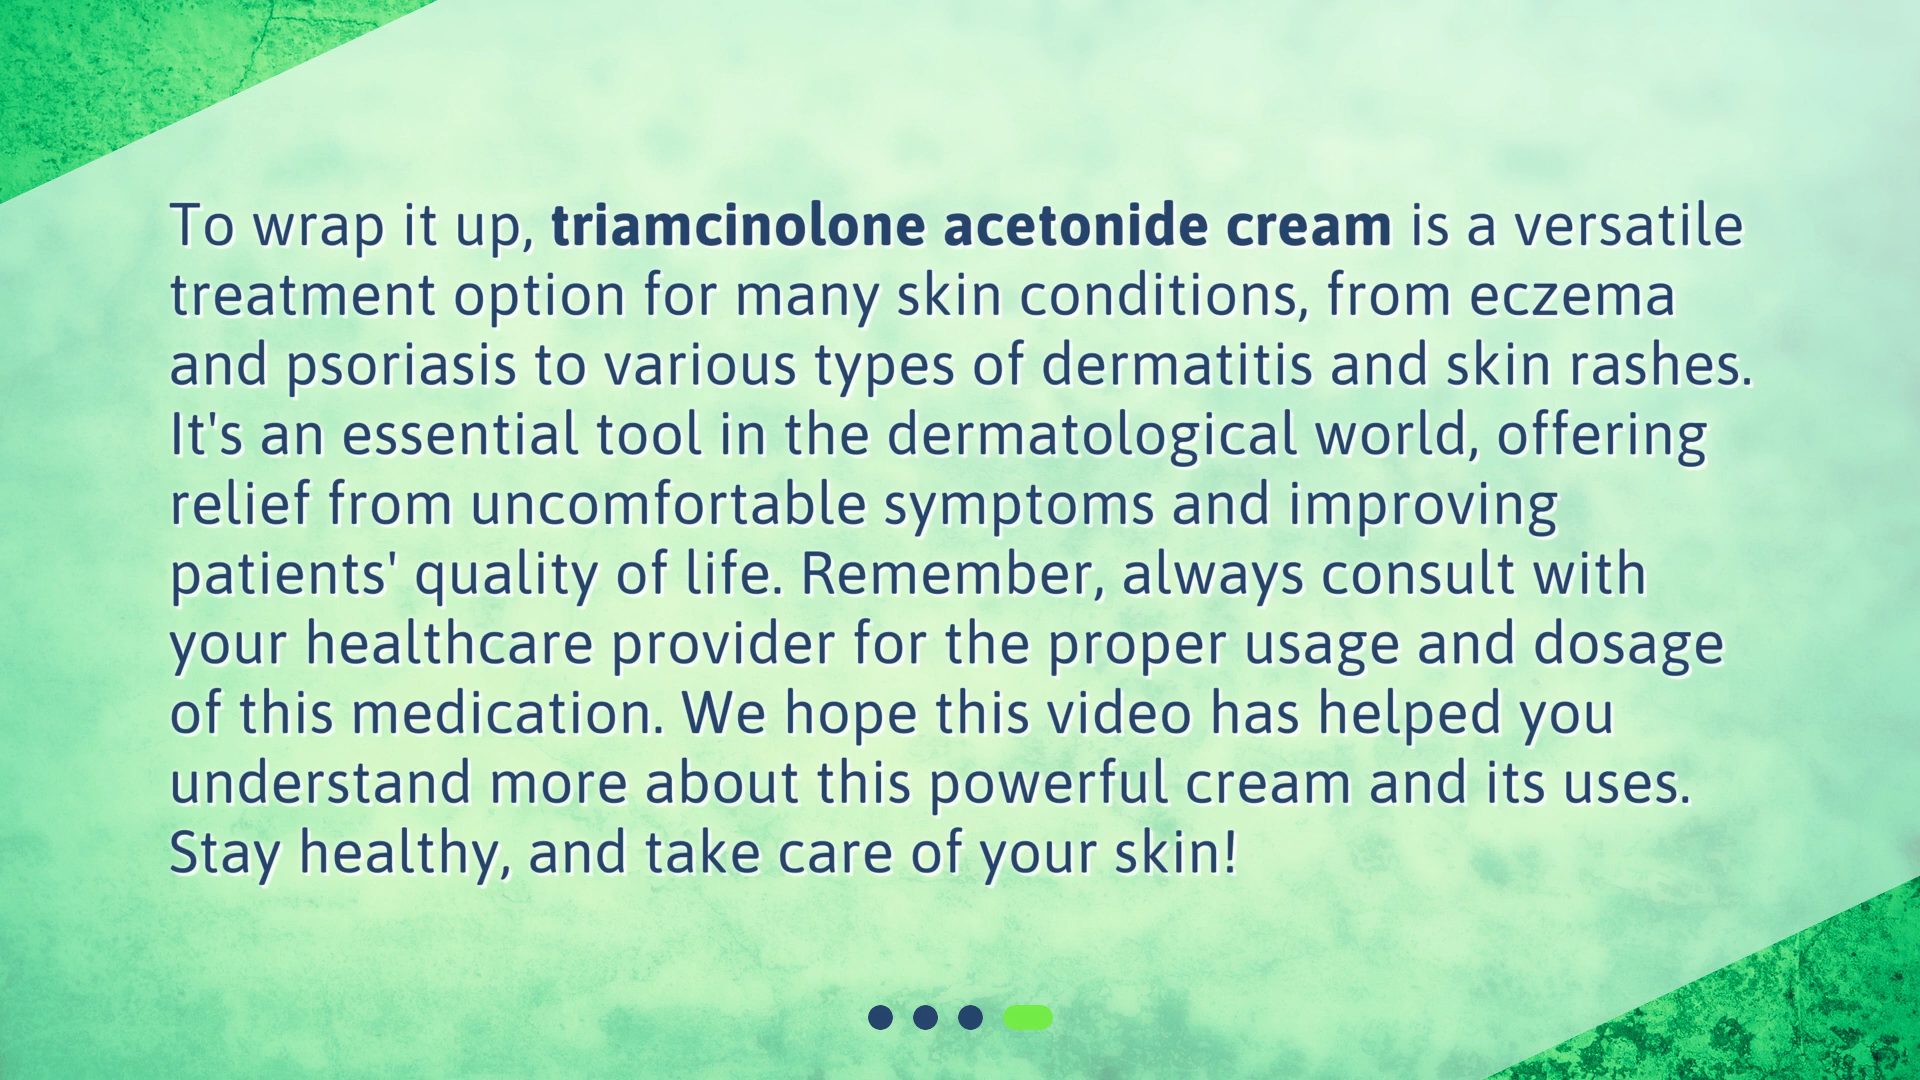 To wrap it up, triamcinolone acetonide cream is a versatile
treatment option for many skin conditions, from eczema
and psoriasis to various types of dermatitis and skin rashes.
It's an essential tool in the dermatological world, offering
relief from uncomfortable symptoms and improving
patients' quality of life. Remember, always consult with
your healthcare provider for the proper usage and dosage
of this medication. We hope this video has helped you
understand more about this powerful cream and its uses.
Stay healthy, and take care of your skin!